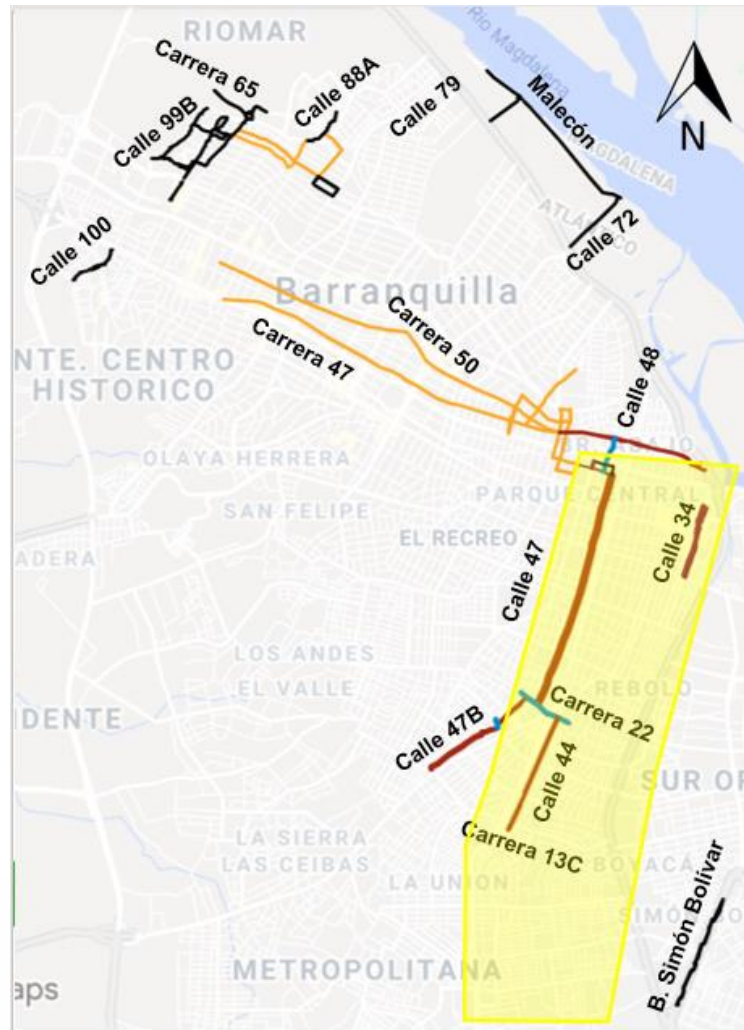 RIOMAR
Rio Magdalena
Carrera 65
Calle 88A
Calle 79
Malecón
N
Calle 99B
MAGDALENA
ATLÁNTICO
Calle 72
Calle 100
Barranquilla
Carrera 50
NTE. CENTRO
HISTORICO
Carrera 47
Calle 48
OLAYA HERRERA
PARQUE CENTRAL
SAN FELIPE
ADERA
EL RECREO
Calle 34
Calle 47
LOS ANDES
EL VALLE
REBOLO
IDENTE
Carrera 22
Calle 47B
Calle 44
SUR OR
LA SIERRA
LAS CEIBAS
Carrera 13C
BOYACÁ
LA UNION
B. Simón Bolívar
METROPOLITANA
aps